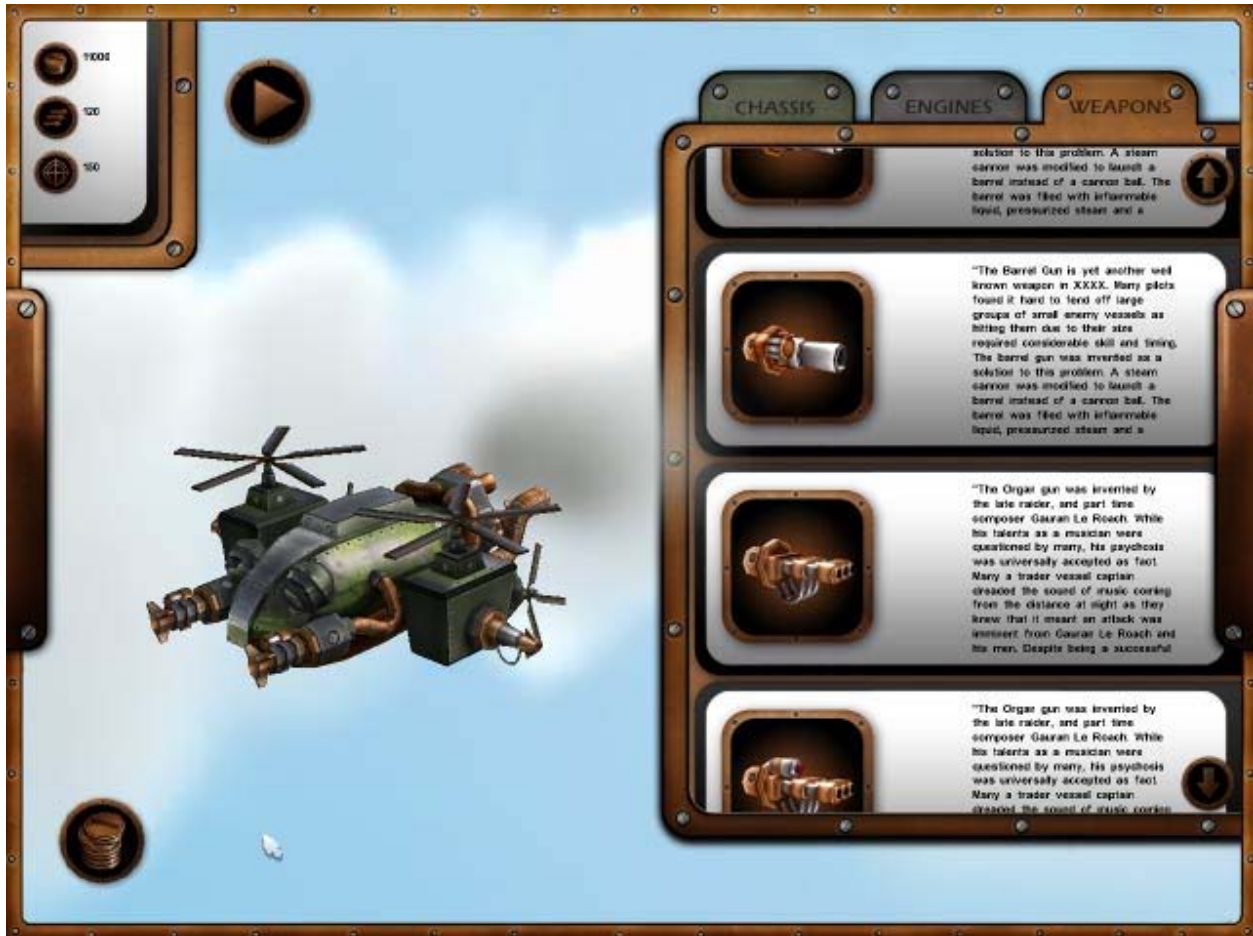 11000
120
150
CHASSIS
ENGINES
WEAPONS
solution to this problem. A steam
cannon was modified to launch a
barrel instead of a cannon ball. The
barrel was filled with inflammable
liquid, pressurized steam and a
"The Barrel Gun is yet another well
known weapon in XXXX. Many pilots
found it hard to fend off large
groups of small enemy vessels as
hitting them due to their size
required considerable skill and timing.
The barrel gun was invented as a
solution to this problem. A steam
cannon was modified to launch a
barrel instead of a cannon ball. The
barrel was filled with inflammable
liquid, pressurized steam and a
"The Organ gun was invented by
the late raider, and part time
composer Gauran Le Roach. While
his talents as a musician were
questioned by many, his psychosis
was universally accepted as fact.
Many a trader vessel captain
dreaded the sound of music coming
from the distance at night as they
knew that it meant an attack was
imminent from Gauran Le Roach and
his men. Despite being a successful
"The Organ gun was invented by
the late raider, and part time
composer Gauran Le Roach. While
his talents as a musician were
questioned by many, his psychosis
was universally accepted as fact.
Many a trader vessel captain
dreaded the sound of music coming